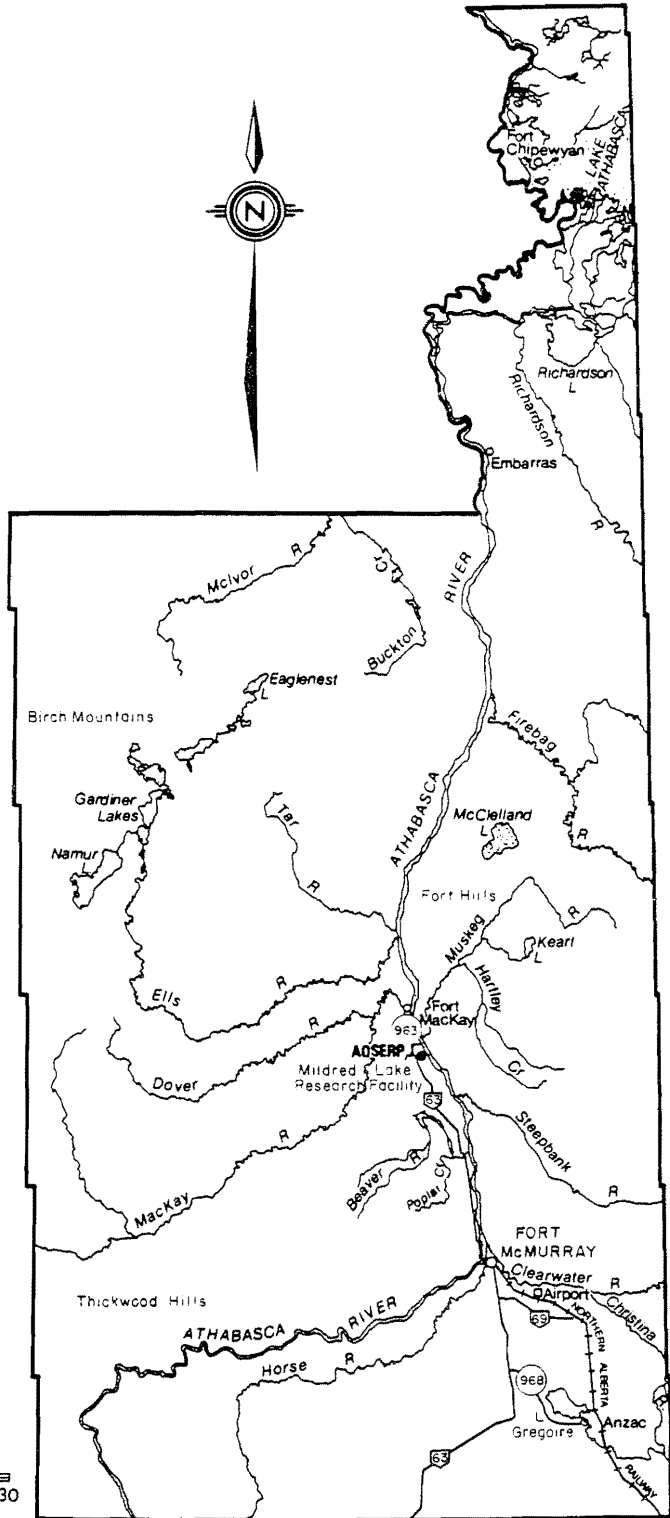 Fort
Chipewyan
LAKE
ATHABASCA
N
Richardson
L
Richardson
R
Embarras
McIvor R
Cr
Buckton
RIVER
Eaglenest
L
Birch Mountains
Firebag
R
Gardiner
Lakes
Tar
R
ATHABASCA
McClelland
L
Namur
L
Fort Hills
Muskeg
R
Kearl
L
Hartley
Cr
Ells
R
R
Fort
MacKay
963
AOSERP
Mildred Lake
Research Facility
Dover
63
R
Steepbank
R
Beaver R
Poplar Cr
MacKay
FORT
McMURRAY
Clearwater R
Airport
Thickwood Hills
ATHABASCA RIVER
69
Christina
R
NORTHERN ALBERTA
RAILWAY
Horse R
968
L
Gregoire
Anzac
63
30